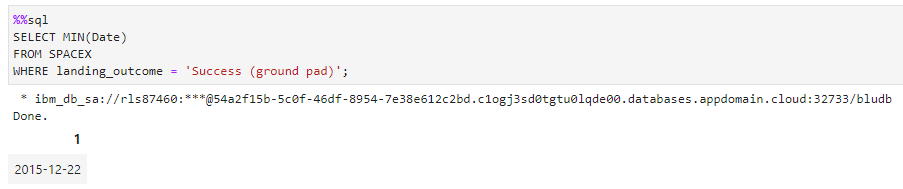 %%sql
SELECT MIN(Date)
FROM SPACEX
WHERE landing_outcome = 'Success (ground pad)';
* ibm_db_sa://rls87460:***@54a2f15b-5c0f-46df-8954-7e38e612c2bd.c1ogj3sd0tgtu0lqde00.databases.appdomain.cloud:32733/bludb
Done.
1
2015-12-22